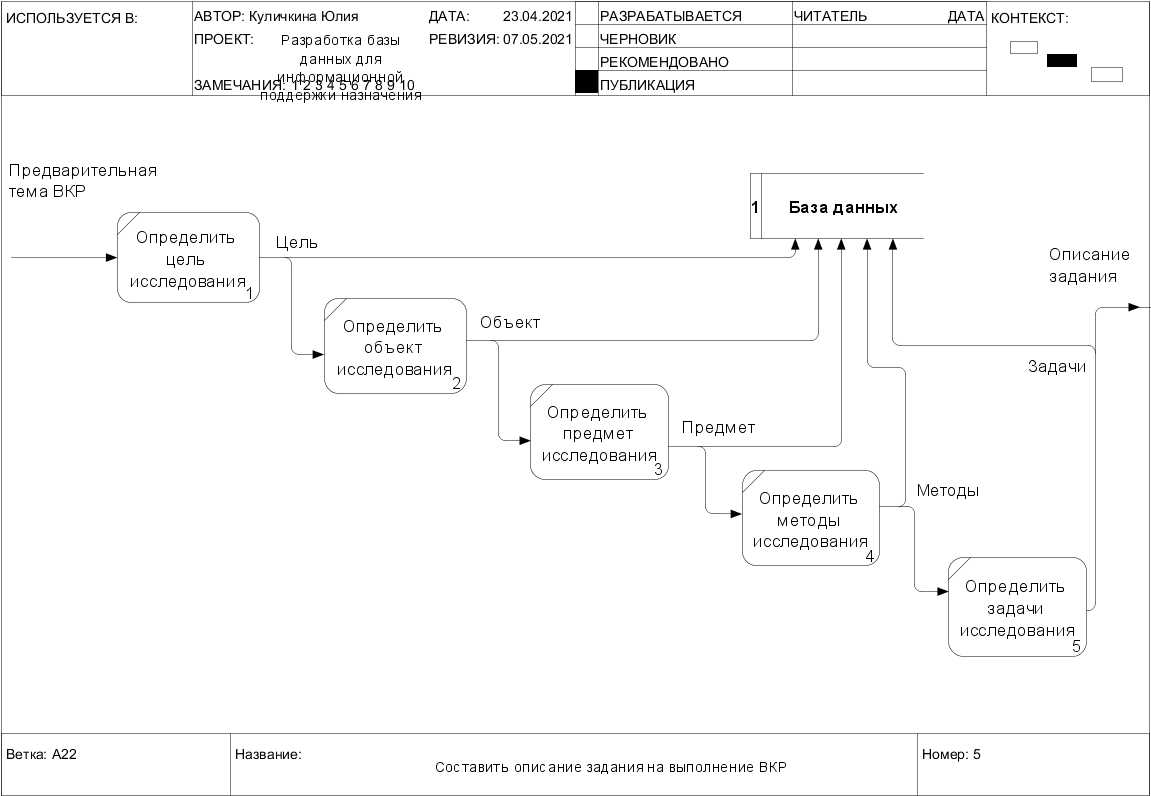 ИСПОЛЬЗУЕТСЯ В:
АВТОР: Куличкина Юлия
ДАТА: 23.04.2021
РАЗРАБАТЫВАЕТСЯ
ЧИТАТЕЛЬ
ДАТА
КОНТЕКСТ:
ПРОЕКТ:
Разработка базы
данных для
информационной
поддержки назначения
РЕВИЗИЯ: 07.05.2021
ЧЕРНОВИК
РЕКОМЕНДОВАНО
ЗАМЕЧАНИЯ: 1 2 3 4 5 6 7 8 9 10
ПУБЛИКАЦИЯ
Предварительная
тема ВКР
Определить
цель
исследования
1
Цель
1
База данных
Описание
задания
Определить
объект
исследования
2
Объект
Задачи
Определить
предмет
исследования
3
Предмет
Определить
методы
исследования
4
Методы
Определить
задачи
исследования
5
Ветка: A22
Название:
Составить описание задания на выполнение ВКР
Номер: 5